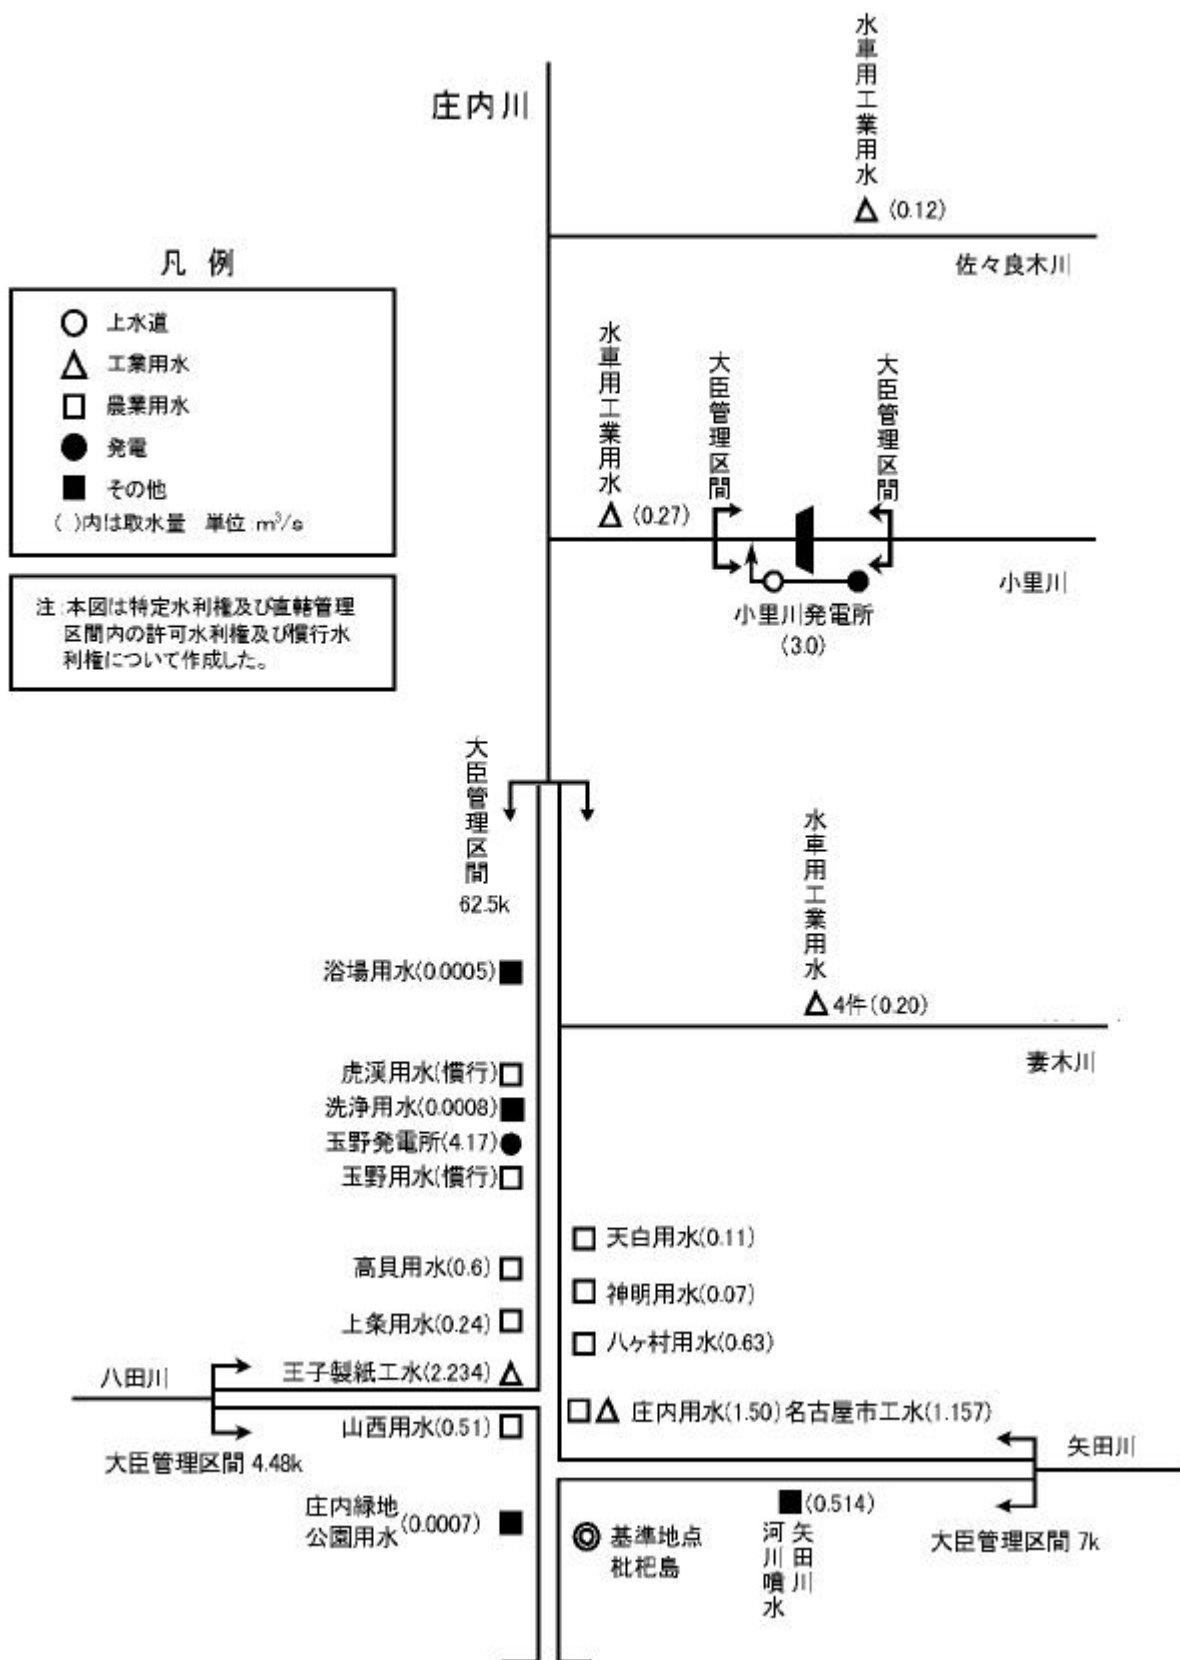 庄内川
水車用工業用水
(0.12)
佐々良木川
凡 例
上水道
工業用水
農業用水
発電
その他
( )内は取水量 単位:m³/s
注:本図は特定水利権及び直轄管理
区間内の許可水利権及び慣行水
利権について作成した。
水車用工業用水
(0.27)
大臣管理区間
大臣管理区間
小里川
小里川発電所
(3.0)
大臣管理区間
62.5k
水車用工業用水
4件(0.20)
妻木川
浴場用水(0.0005)
虎渓用水(慣行)
洗浄用水(0.0008)
玉野発電所(4.17)
玉野用水(慣行)
天白用水(0.11)
高貝用水(0.6)
神明用水(0.07)
上条用水(0.24)
八ヶ村用水(0.63)
八田川
王子製紙工水(2.234)
庄内用水(1.50)名古屋市工水(1.157)
山西用水(0.51)
大臣管理区間 4.48k
矢田川
大臣管理区間 7k
(0.514)
矢田川
河川噴水
庄内緑地
公園用水(0.0007)
基準地点
枇杷島